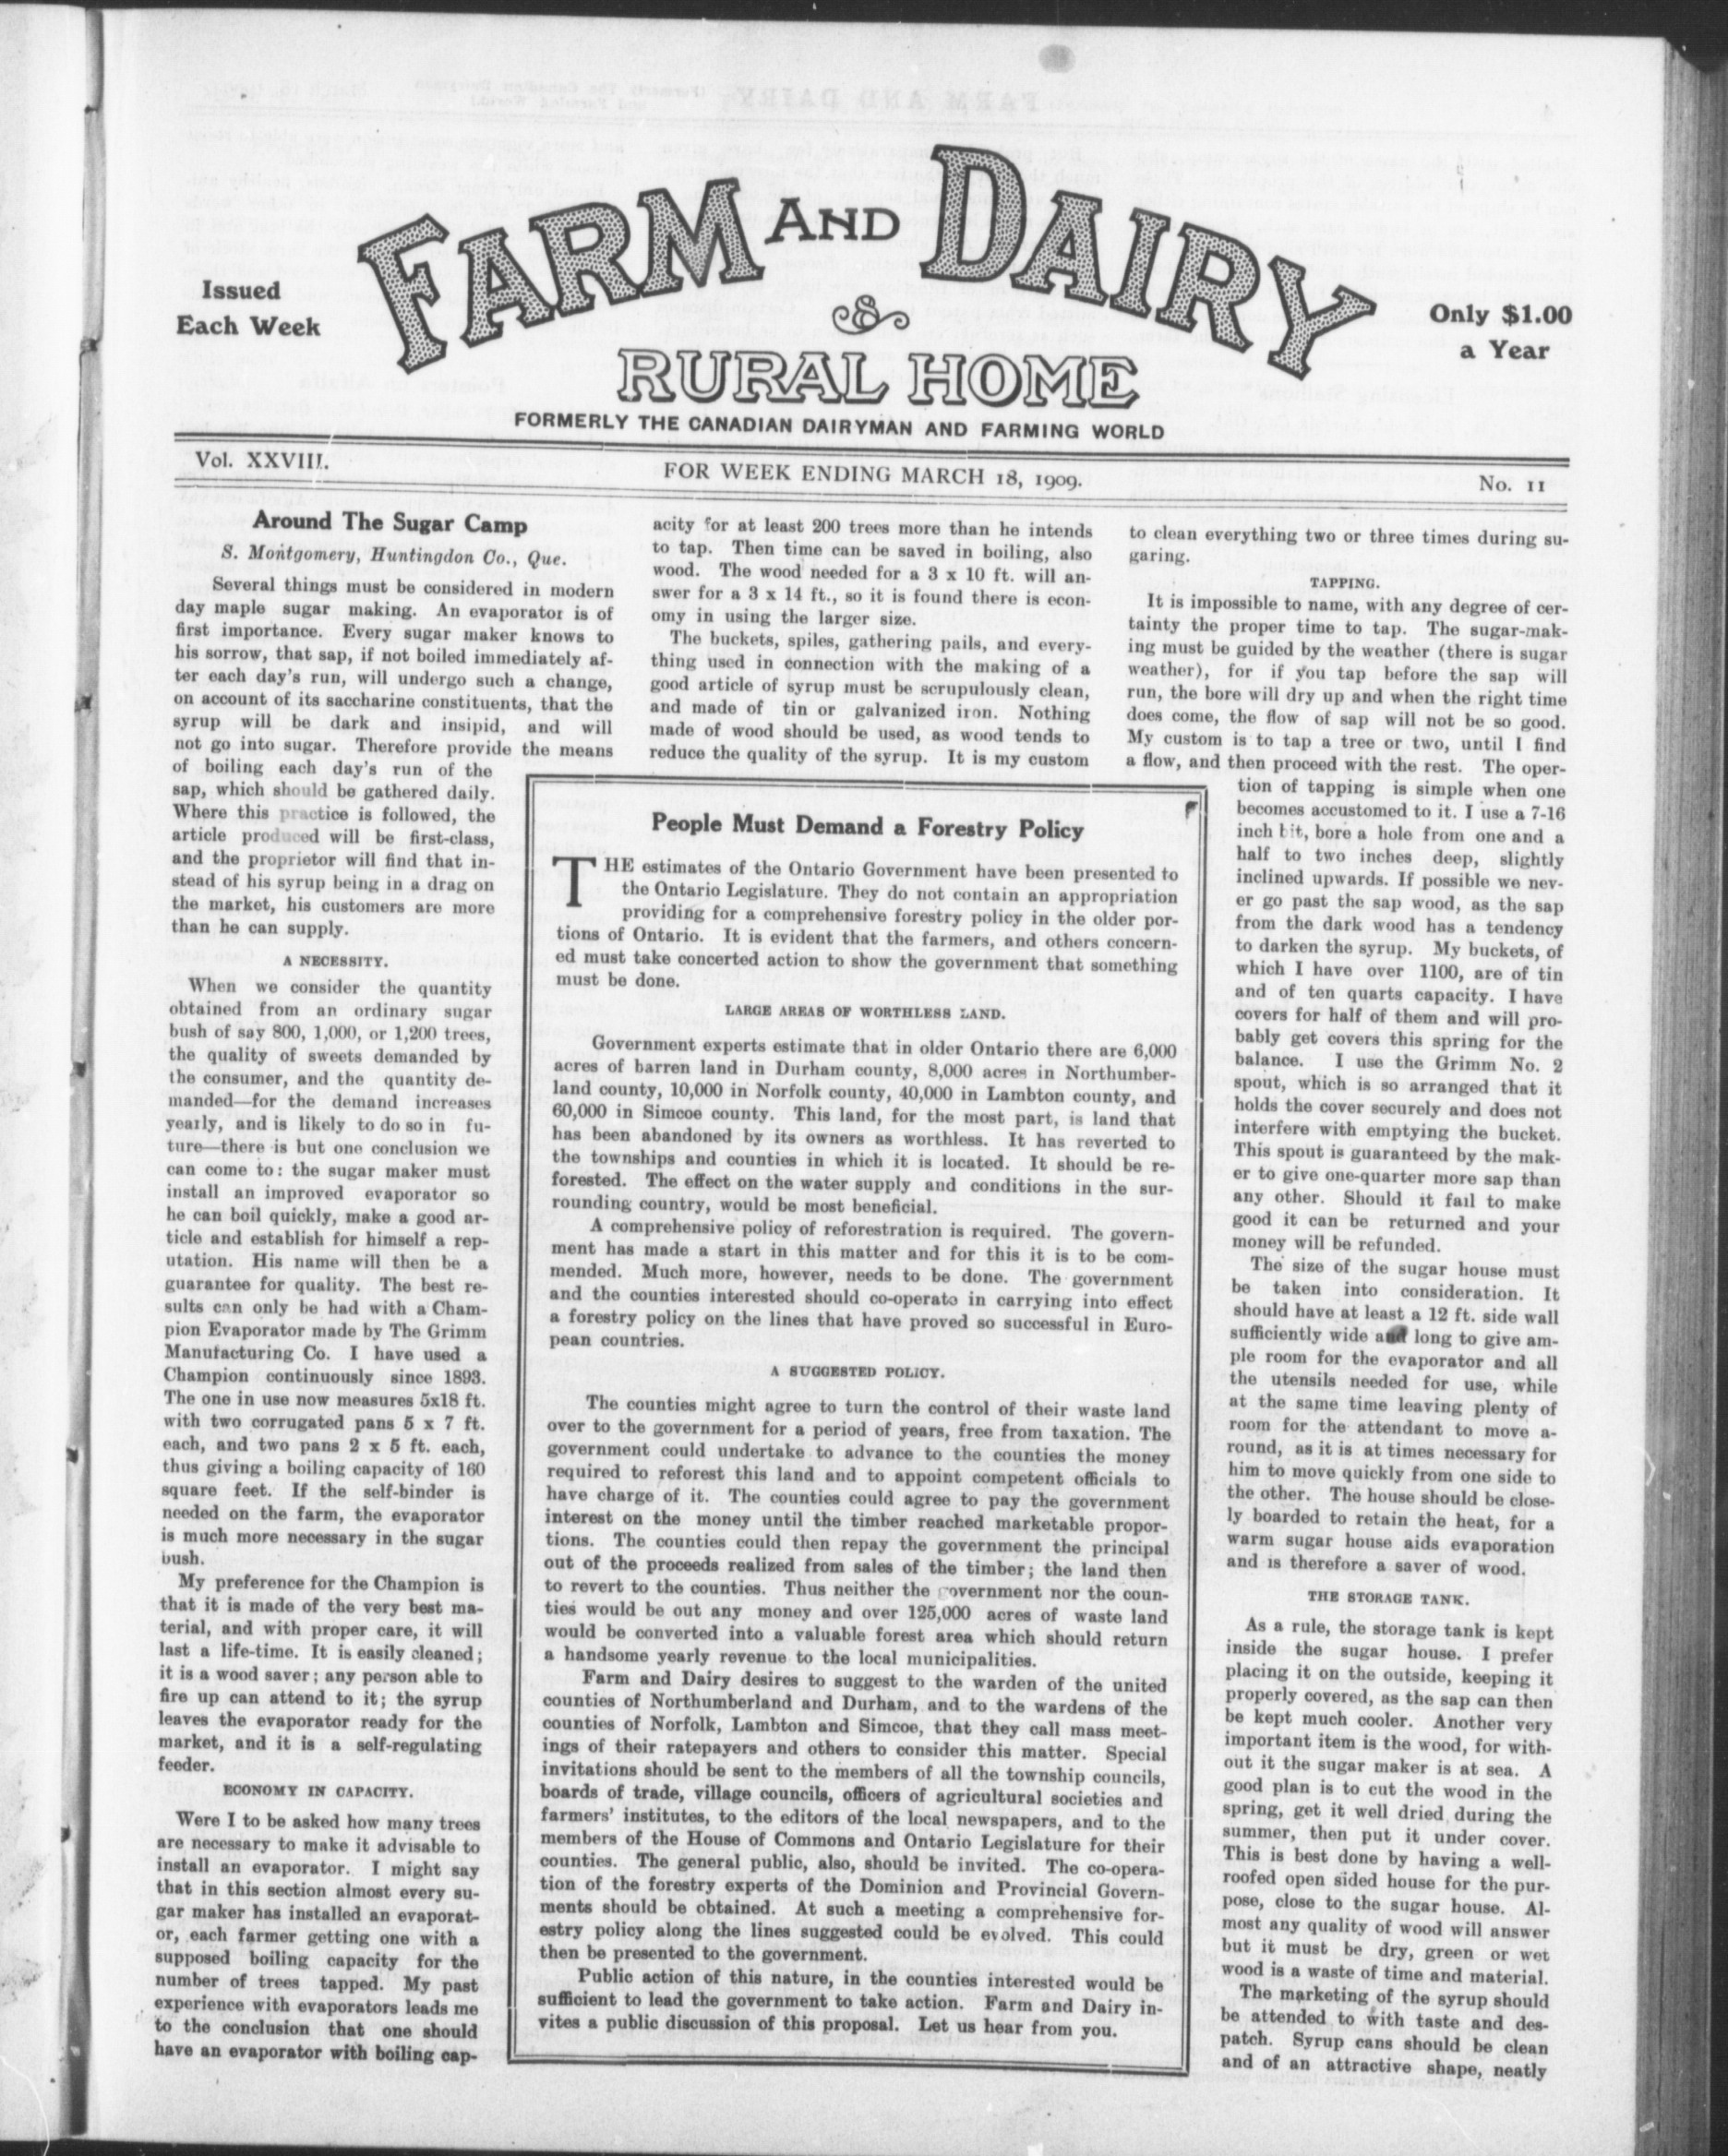 Issued
Each Week
FARM AND DAIRY
&
RURAL HOME
Only $1.00
a Year
FORMERLY THE CANADIAN DAIRYMAN AND FARMING WORLD
Vol. XXVIII.
FOR WEEK ENDING MARCH 18, 1909.
No. 11
Around The Sugar Camp
S. Montgomery, Huntingdon Co., Que.
Several things must be considered in modern
day maple sugar making. An evaporator is of
first importance. Every sugar maker knows to
his sorrow, that sap, if not boiled immediately af-
ter each day's run, will undergo such a change,
on account of its saccharine constituents, that the
syrup will be dark and insipid, and will
not go into sugar. Therefore provide the means
of boiling each day's run of the
sap, which should be gathered daily.
Where this practice is followed, the
article produced will be first-class,
and the proprietor will find that in-
stead of his syrup being in a drag on
the market, his customers are more
than he can supply.
A NECESSITY.
When we consider the quantity
obtained from an ordinary sugar
bush of say 800, 1,000, or 1,200 trees,
the quality of sweets demanded by
the consumer, and the quantity de-
manded—for the demand increases
yearly, and is likely to do so in fu-
ture—there is but one conclusion we
can come to: the sugar maker must
install an improved evaporator so
he can boil quickly, make a good ar-
ticle and establish for himself a rep-
utation. His name will then be a
guarantee for quality. The best re-
sults can only be had with a Cham-
pion Evaporator made by The Grimm
Manufacturing Co. I have used a
Champion continuously since 1893.
The one in use now measures 5x18 ft.
with two corrugated pans 5 x 7 ft.
each, and two pans 2 x 5 ft. each,
thus giving a boiling capacity of 160
square feet. If the self-binder is
needed on the farm, the evaporator
is much more necessary in the sugar
bush.
My preference for the Champion is
that it is made of the very best ma-
terial, and with proper care, it will
last a life-time. It is easily cleaned;
it is a wood saver; any person able to
fire up can attend to it; the syrup
leaves the evaporator ready for the
market, and it is a self-regulating
feeder.
ECONOMY IN CAPACITY.
Were I to be asked how many trees
are necessary to make it advisable to
install an evaporator. I might say
that in this section almost every su-
gar maker has installed an evaporat-
or, each farmer getting one with a
supposed boiling capacity for the
number of trees tapped. My past
experience with evaporators leads me
to the conclusion that one should
have an evaporator with boiling cap-
acity for at least 200 trees more than he intends
to tap. Then time can be saved in boiling, also
wood. The wood needed for a 3 x 10 ft. will an-
swer for a 3 x 14 ft., so it is found there is econ-
omy in using the larger size.
The buckets, spiles, gathering pails, and every-
thing used in connection with the making of a
good article of syrup must be scrupulously clean,
and made of tin or galvanized iron. Nothing
made of wood should be used, as wood tends to
reduce the quality of the syrup. It is my custom
to clean everything two or three times during su-
garing.
TAPPING.
It is impossible to name, with any degree of cer-
tainty the proper time to tap. The sugar-mak-
ing must be guided by the weather (there is sugar
weather), for if you tap before the sap will
run, the bore will dry up and when the right time
does come, the flow of sap will not be so good.
My custom is to tap a tree or two, until I find
a flow, and then proceed with the rest. The oper-
tion of tapping is simple when one
becomes accustomed to it. I use a 7-16
inch bit, bore a hole from one and a
half to two inches deep, slightly
inclined upwards. If possible we nev-
er go past the sap wood, as the sap
from the dark wood has a tendency
to darken the syrup. My buckets, of
which I have over 1100, are of tin
and of ten quarts capacity. I have
covers for half of them and will pro-
bably get covers this spring for the
balance. I use the Grimm No. 2
spout, which is so arranged that it
holds the cover securely and does not
interfere with emptying the bucket.
This spout is guaranteed by the mak-
er to give one-quarter more sap than
any other. Should it fail to make
good it can be returned and your
money will be refunded.
The size of the sugar house must
be taken into consideration. It
should have at least a 12 ft. side wall
sufficiently wide and long to give am-
ple room for the evaporator and all
the utensils needed for use, while
at the same time leaving plenty of
room for the attendant to move a-
round, as it is at times necessary for
him to move quickly from one side to
the other. The house should be close-
ly boarded to retain the heat, for a
warm sugar house aids evaporation
and is therefore a saver of wood.
THE STORAGE TANK.
As a rule, the storage tank is kept
inside the sugar house. I prefer
placing it on the outside, keeping it
properly covered, as the sap can then
be kept much cooler. Another very
important item is the wood, for with-
out it the sugar maker is at sea. A
good plan is to cut the wood in the
spring, get it well dried during the
summer, then put it under cover.
This is best done by having a well-
roofed open sided house for the pur-
pose, close to the sugar house. Al-
most any quality of wood will answer
but it must be dry, green or wet
wood is a waste of time and material.
The marketing of the syrup should
be attended to with taste and des-
patch. Syrup cans should be clean
and of an attractive shape, neatly
People Must Demand a Forestry Policy
THE estimates of the Ontario Government have been presented to
the Ontario Legislature. They do not contain an appropriation
providing for a comprehensive forestry policy in the older por-
tions of Ontario. It is evident that the farmers, and others concern-
ed must take concerted action to show the government that something
must be done.
LARGE AREAS OF WORTHLESS LAND.
Government experts estimate that in older Ontario there are 6,000
acres of barren land in Durham county, 8,000 acres in Northumber-
land county, 10,000 in Norfolk county, 40,000 in Lambton county, and
60,000 in Simcoe county. This land, for the most part, is land that
has been abandoned by its owners as worthless. It has reverted to
the townships and counties in which it is located. It should be re-
forested. The effect on the water supply and conditions in the sur-
rounding country, would be most beneficial.
A comprehensive policy of reforestration is required. The govern-
ment has made a start in this matter and for this it is to be com-
mended. Much more, however, needs to be done. The government
and the counties interested should co-operate in carrying into effect
a forestry policy on the lines that have proved so successful in Euro-
pean countries.
A SUGGESTED POLICY.
The counties might agree to turn the control of their waste land
over to the government for a period of years, free from taxation. The
government could undertake to advance to the counties the money
required to reforest this land and to appoint competent officials to
have charge of it. The counties could agree to pay the government
interest on the money until the timber reached marketable propor-
tions. The counties could then repay the government the principal
out of the proceeds realized from sales of the timber; the land then
to revert to the counties. Thus neither the government nor the coun-
ties would be out any money and over 125,000 acres of waste land
would be converted into a valuable forest area which should return
a handsome yearly revenue to the local municipalities.
Farm and Dairy desires to suggest to the warden of the united
counties of Northumberland and Durham, and to the wardens of the
counties of Norfolk, Lambton and Simcoe, that they call mass meet-
ings of their ratepayers and others to consider this matter. Special
invitations should be sent to the members of all the township councils,
boards of trade, village councils, officers of agricultural societies and
farmers' institutes, to the editors of the local newspapers, and to the
members of the House of Commons and Ontario Legislature for their
counties. The general public, also, should be invited. The co-opera-
tion of the forestry experts of the Dominion and Provincial Govern-
ments should be obtained. At such a meeting a comprehensive for-
estry policy along the lines suggested could be evolved. This could
then be presented to the government.
Public action of this nature, in the counties interested would be
sufficient to lead the government to take action. Farm and Dairy in-
vites a public discussion of this proposal. Let us hear from you.